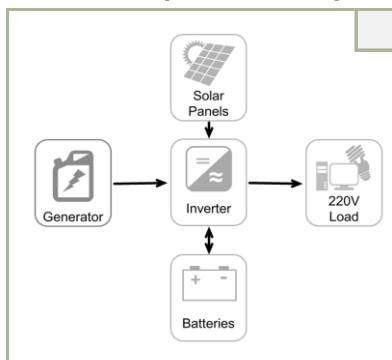 Solar
Panels
Generator
Inverter
220V
Load
+ -
Batteries